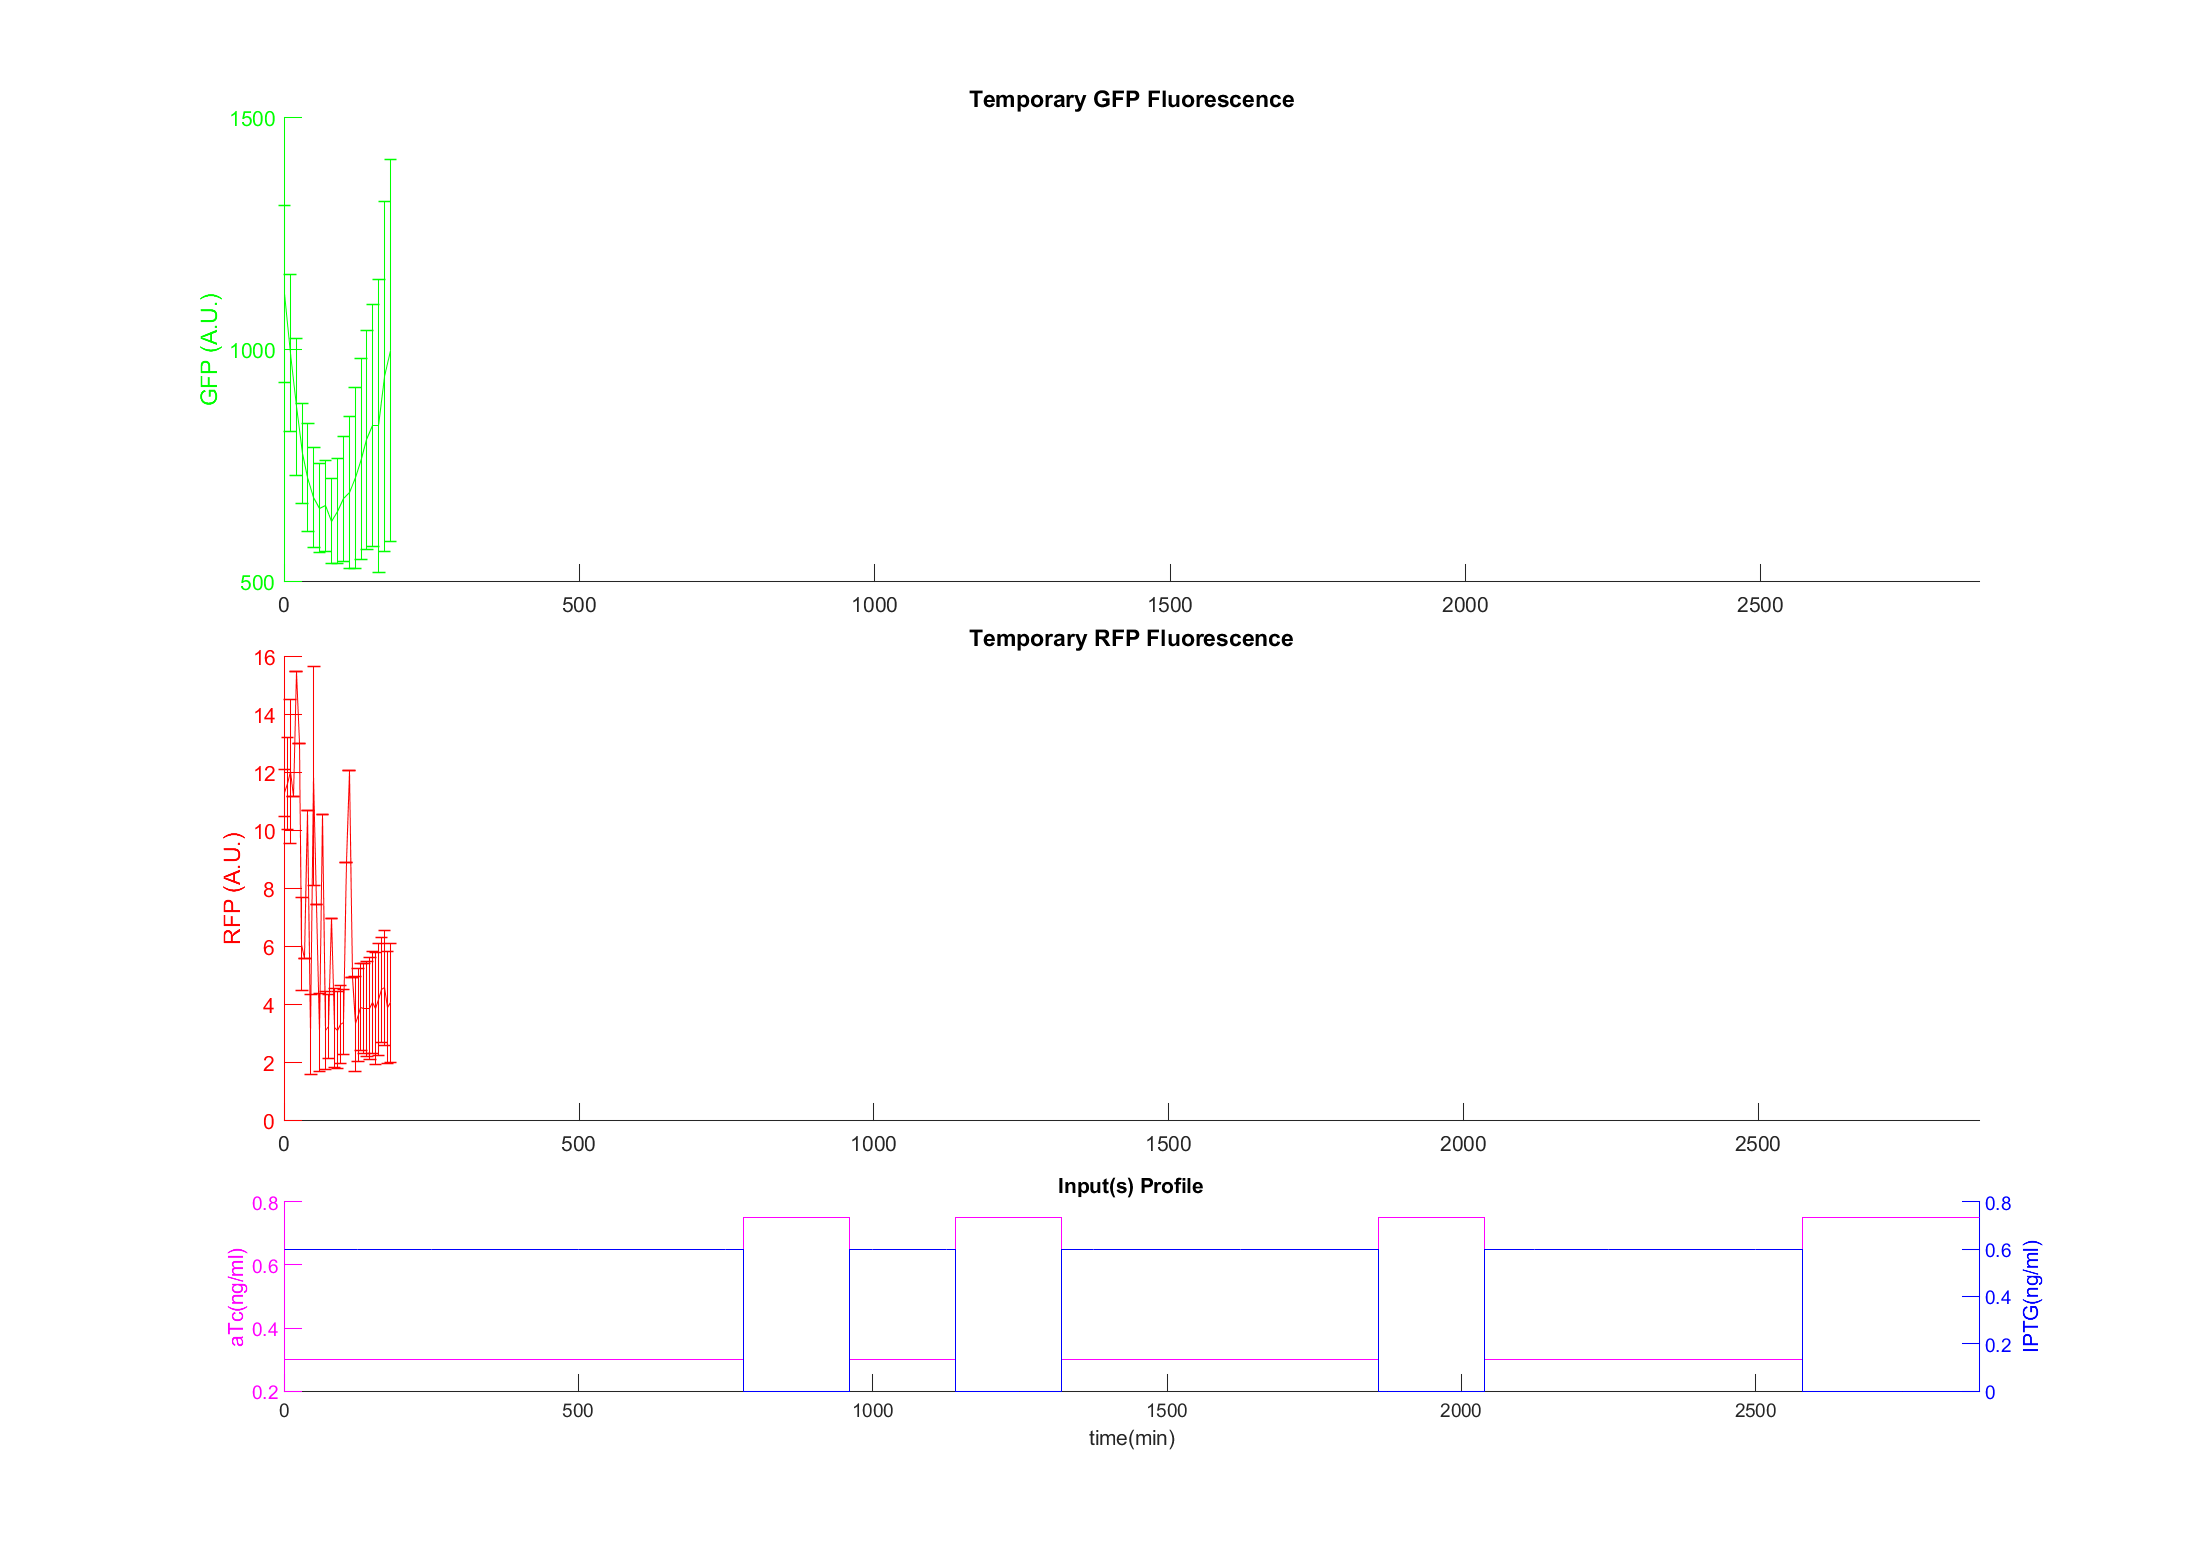 Temporary GFP Fluorescence
GFP (A.U.)
1500
1000
500
0 500 1000 1500 2000 2500
Temporary RFP Fluorescence
RFP (A.U.)
16
14
12
10
8
6
4
2
0
0 500 1000 1500 2000 2500
Input(s) Profile
aTc(ng/ml)
0.8
0.6
0.4
0.2
0.8
0.6
0.4
0.2
0
IPTG(ng/ml)
0 500 1000 1500 2000 2500
time(min)